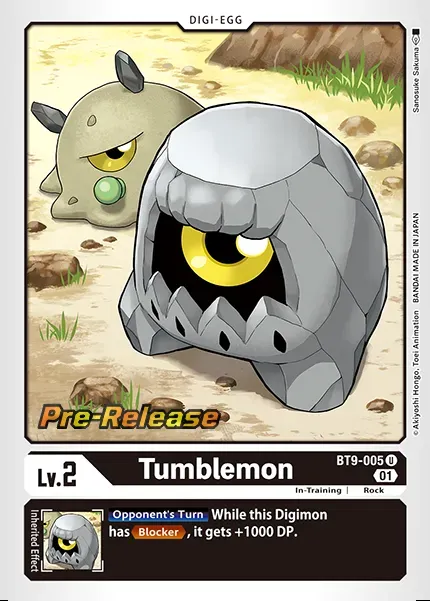 DIGI-EGG
Sanosuke Sakuma
© Akiyoshi Hongo, Toei Animation BANDAI MADE IN JAPAN
Pre-Release
Lv.2
Tumblemon
BT9-005 U
01
In-Training | Rock
Inherited Effect
Opponent's Turn While this Digimon
has Blocker, it gets +1000 DP.